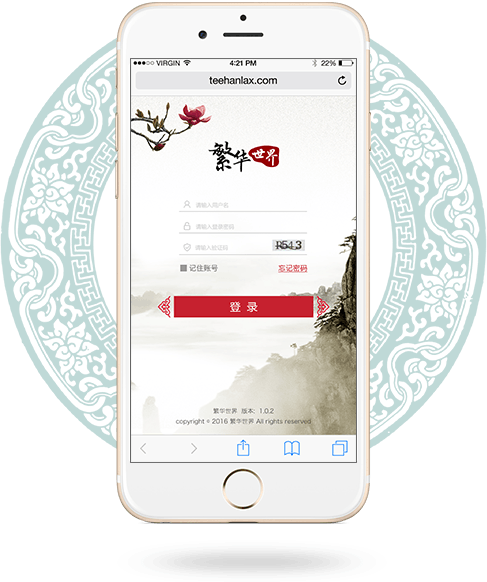 VIRGIN 4:21 PM 22%
teehanlax.com
繁华世界
请输入用户名
请输入登录密码
请输入验证码
记住账号 忘记密码
登 录
繁华世界 版本: 1.0.2
copyright © 2016 繁华世界 All rights reserved